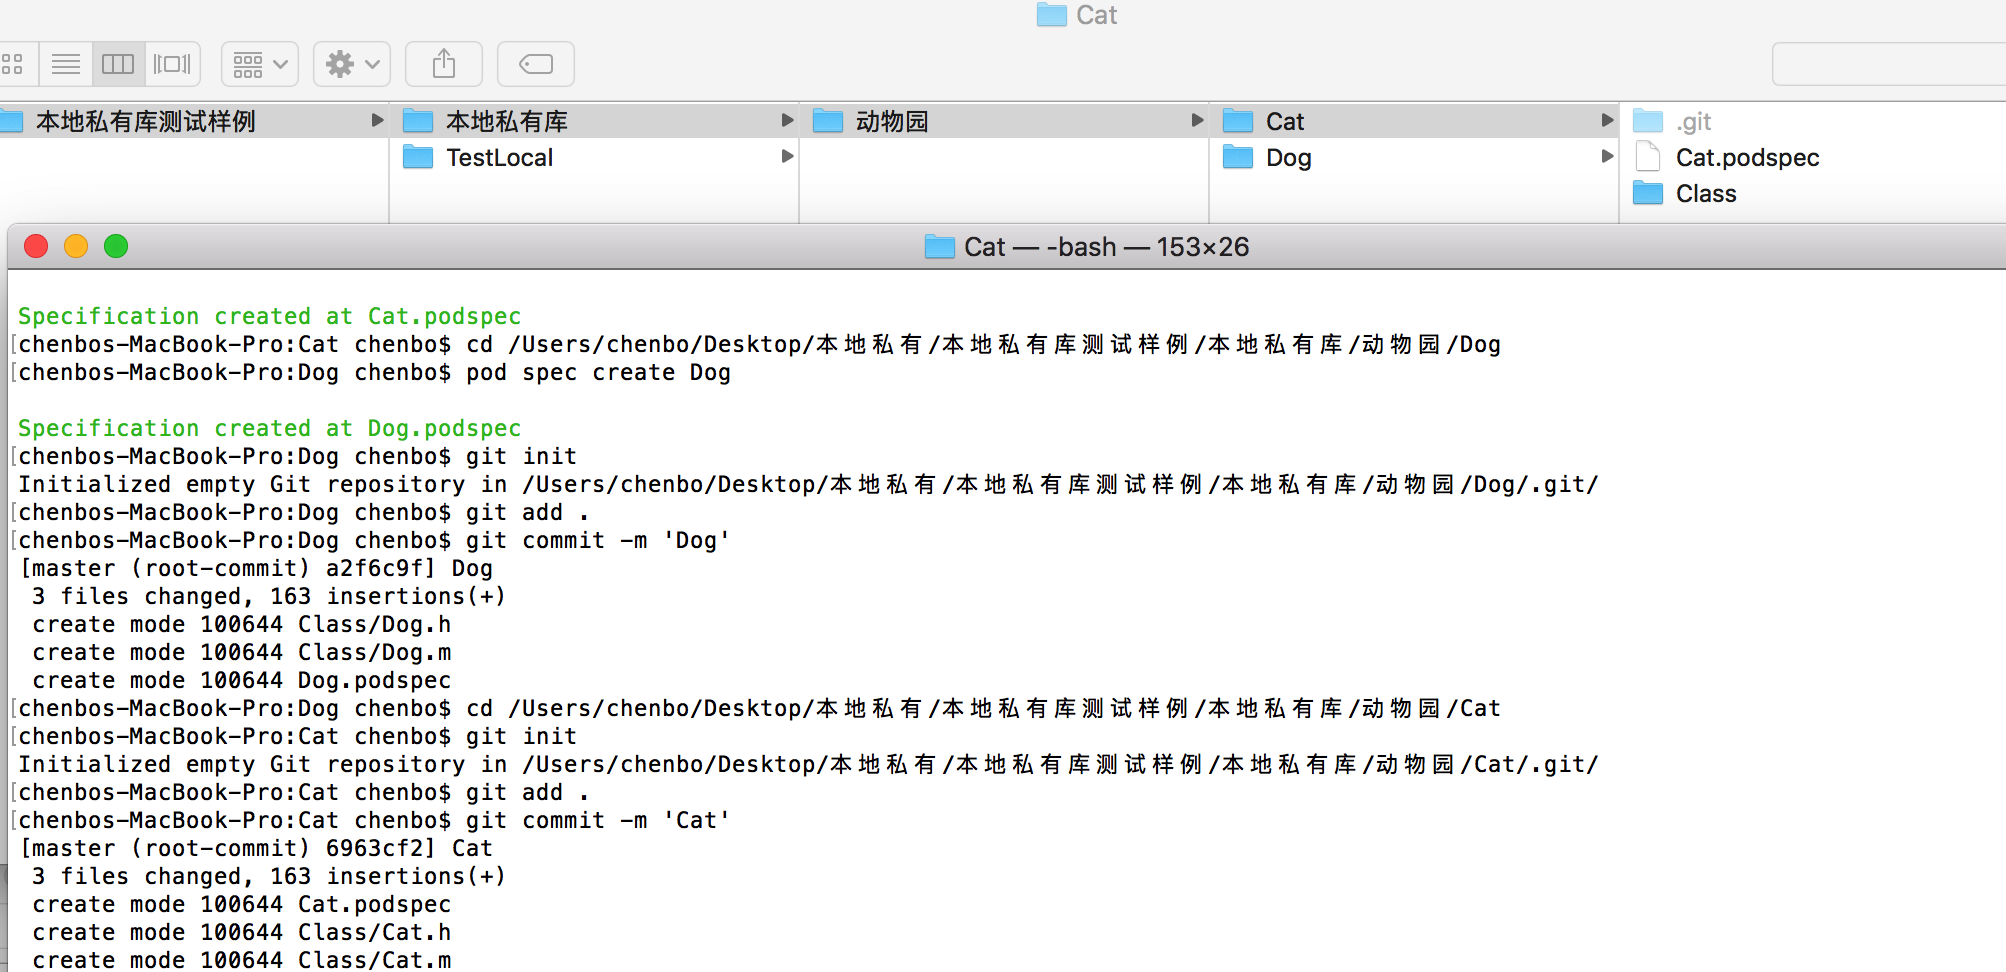 Cat
本地私有库测试样例
本地私有库
动物园
Cat
.git
TestLocal
Dog
Cat.podspec
Class
Cat — -bash — 153×26
Specification created at Cat.podspec
[chenbos-MacBook-Pro:Cat chenbo$ cd /Users/chenbo/Desktop/本地私有/本地私有库测试样例/本地私有库/动物园/Dog
[chenbos-MacBook-Pro:Dog chenbo$ pod spec create Dog
Specification created at Dog.podspec
[chenbos-MacBook-Pro:Dog chenbo$ git init
Initialized empty Git repository in /Users/chenbo/Desktop/本地私有/本地私有库测试样例/本地私有库/动物园/Dog/.git/
[chenbos-MacBook-Pro:Dog chenbo$ git add .
[chenbos-MacBook-Pro:Dog chenbo$ git commit -m 'Dog'
[master (root-commit) a2f6c9f] Dog
3 files changed, 163 insertions(+)
create mode 100644 Class/Dog.h
create mode 100644 Class/Dog.m
create mode 100644 Dog.podspec
[chenbos-MacBook-Pro:Dog chenbo$ cd /Users/chenbo/Desktop/本地私有/本地私有库测试样例/本地私有库/动物园/Cat
[chenbos-MacBook-Pro:Cat chenbo$ git init
Initialized empty Git repository in /Users/chenbo/Desktop/本地私有/本地私有库测试样例/本地私有库/动物园/Cat/.git/
[chenbos-MacBook-Pro:Cat chenbo$ git add .
[chenbos-MacBook-Pro:Cat chenbo$ git commit -m 'Cat'
[master (root-commit) 6963cf2] Cat
3 files changed, 163 insertions(+)
create mode 100644 Cat.podspec
create mode 100644 Class/Cat.h
create mode 100644 Class/Cat.m